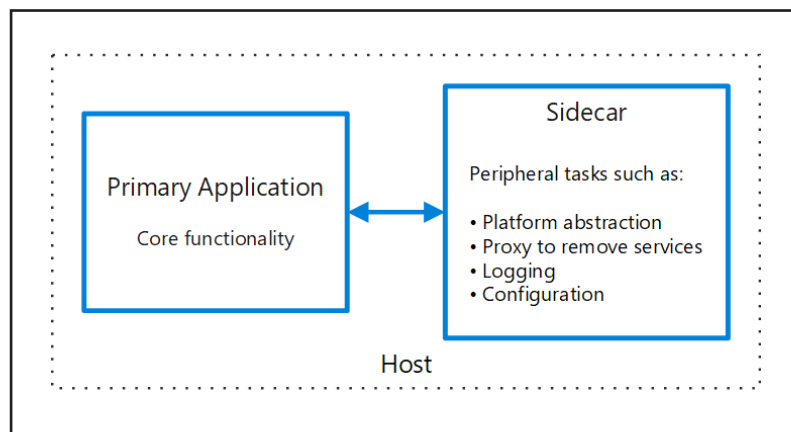 Primary Application
Core functionality
Sidecar
Peripheral tasks such as:
• Platform abstraction
• Proxy to remove services
• Logging
• Configuration
Host